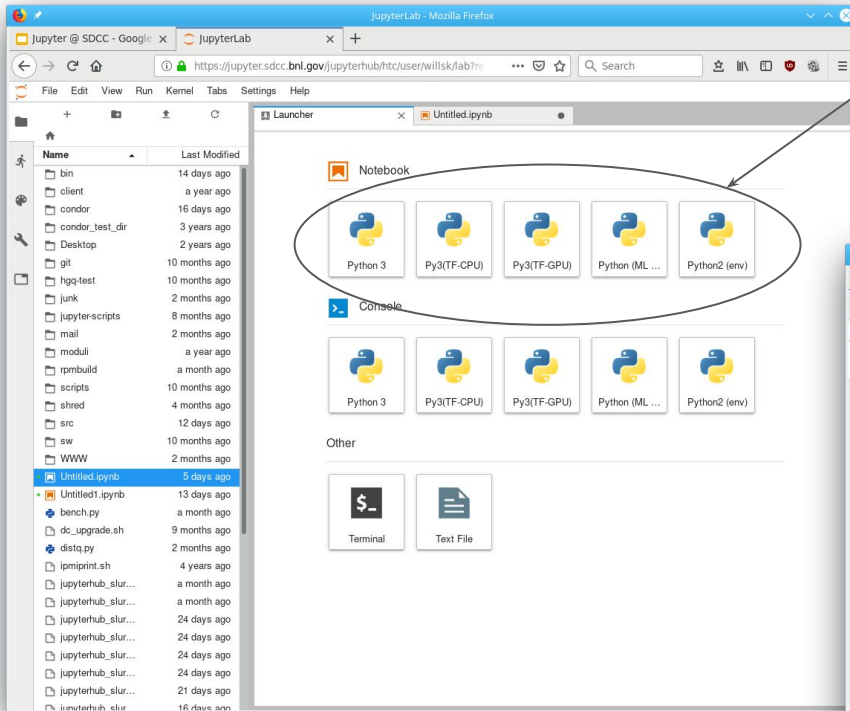 JupyterLab - Mozilla Firefox
Jupyter @ SDCC - Google
JupyterLab
https://jupyter.sdcc.bnl.gov/jupyterhub/htc/user/willsk/lab?re
Search
File Edit View Run Kernel Tabs Settings Help
Launcher
Untitled.ipynb
Name Last Modified
bin 14 days ago
client a year ago
condor 16 days ago
condor_test_dir 3 years ago
Desktop 2 years ago
git 10 months ago
hgq-test 10 months ago
junk 2 months ago
jupyter-scripts 8 months ago
mail 2 months ago
moduli a year ago
rpmbuild a month ago
scripts 10 months ago
shred 4 months ago
src 12 days ago
sw 10 months ago
WWW 2 months ago
Untitled.ipynb 5 days ago
Untitled1.ipynb 13 days ago
bench.py a month ago
dc_upgrade.sh 9 months ago
distq.py 2 months ago
ipmiprint.sh 4 years ago
jupyterhub_slur... a month ago
jupyterhub_slur... a month ago
jupyterhub_slur... 24 days ago
jupyterhub_slur... 24 days ago
jupyterhub_slur... 24 days ago
jupyterhub_slur... 24 days ago
jupyterhub_slur... 21 days ago
jupyterhub_slur... 16 days ago
Notebook
Python 3
Py3(TF-CPU)
Py3(TF-GPU)
Python (ML ...
Python2 (env)
Console
Python 3
Py3(TF-CPU)
Py3(TF-GPU)
Python (ML ...
Python2 (env)
Other
$_
Terminal
Text File